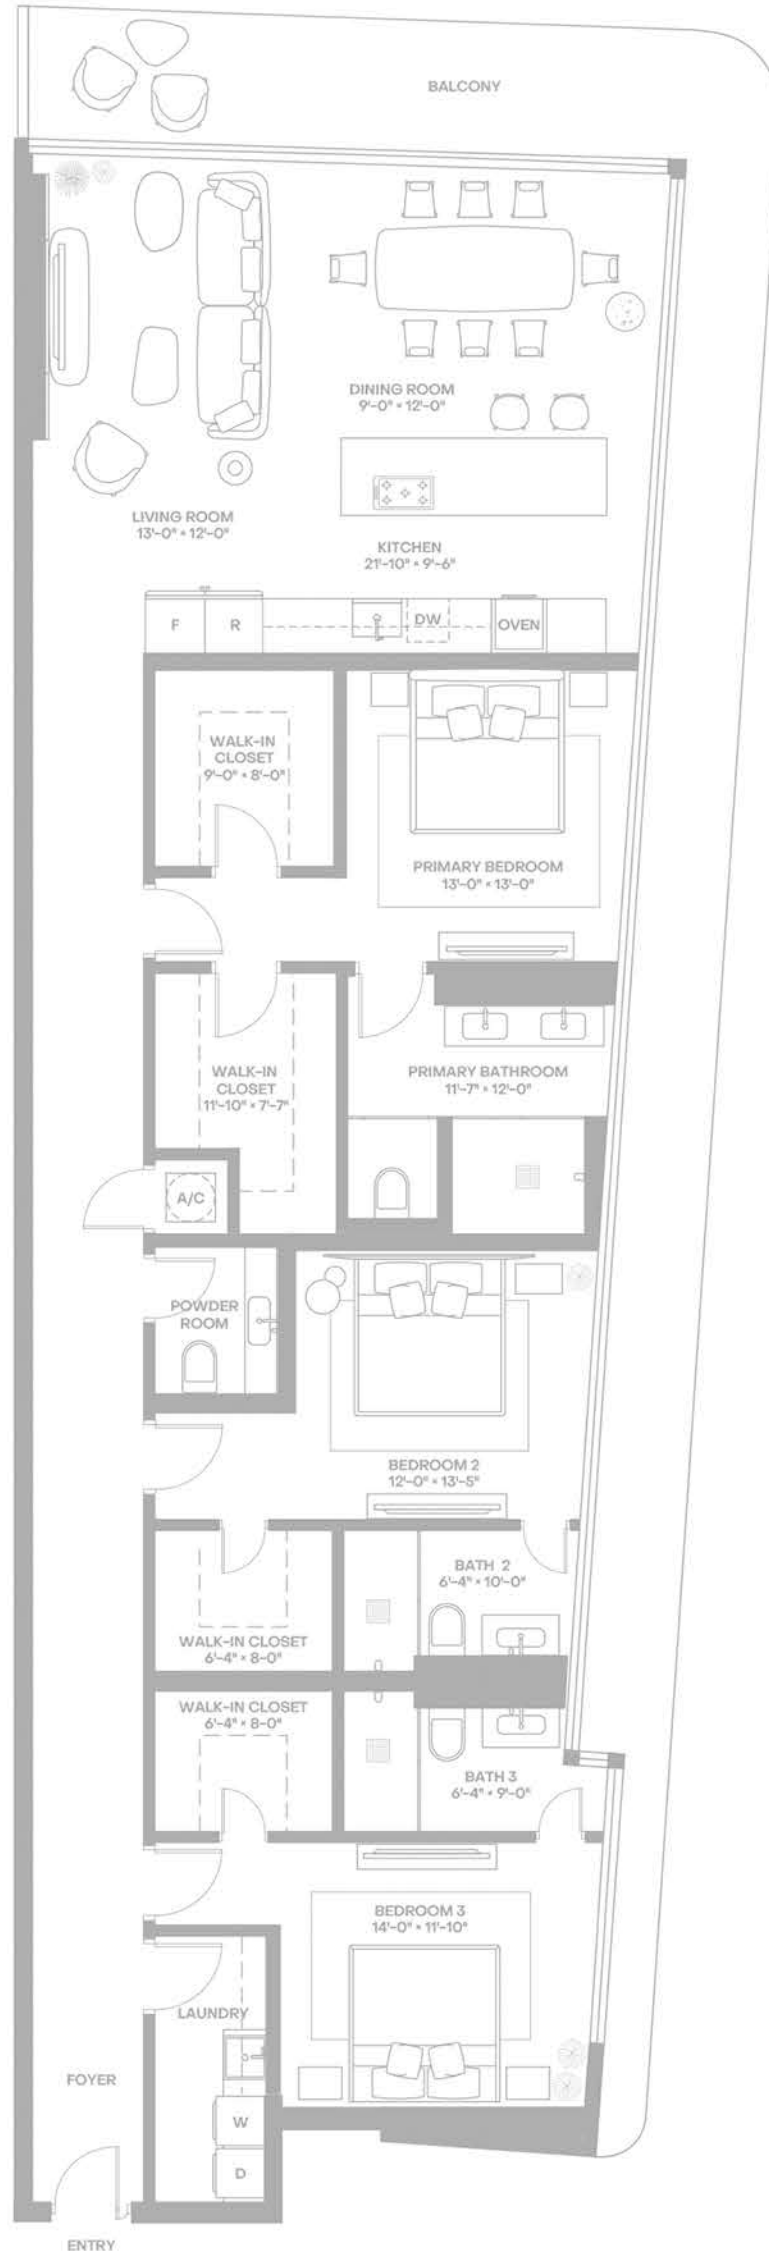 BALCONY
DINING ROOM
9'-0" × 12'-0"
LIVING ROOM
13'-0" × 12'-0"
KITCHEN
21'-10" × 9'-6"
F
R
DW
OVEN
WALK-IN
CLOSET
9'-0" × 8'-0"
PRIMARY BEDROOM
13'-0" × 13'-0"
WALK-IN
CLOSET
11'-10" × 7'-7"
PRIMARY BATHROOM
11'-7" × 12'-0"
A/C
POWDER
ROOM
BEDROOM 2
12'-0" × 13'-5"
BATH 2
6'-4" × 10'-0"
WALK-IN CLOSET
6'-4" × 8-0"
WALK-IN CLOSET
6'-4" × 8-0"
BATH 3
6'-4" × 9'-0"
BEDROOM 3
14'-0" × 11'-10"
LAUNDRY
FOYER
W
D
ENTRY